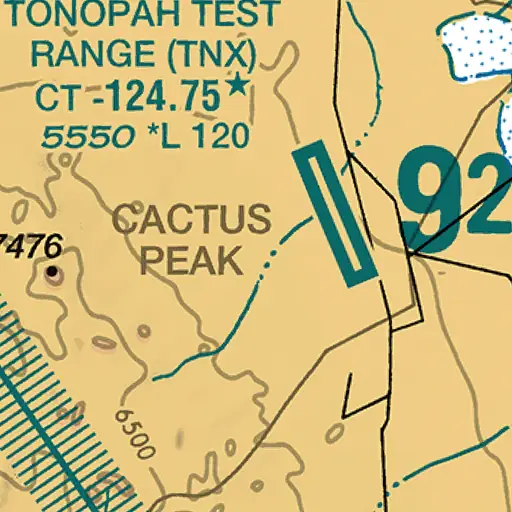 TONOPAH TEST
RANGE (TNX)
CT -124.75★
5550 *L 120
92
CACTUS
PEAK
7476
6500